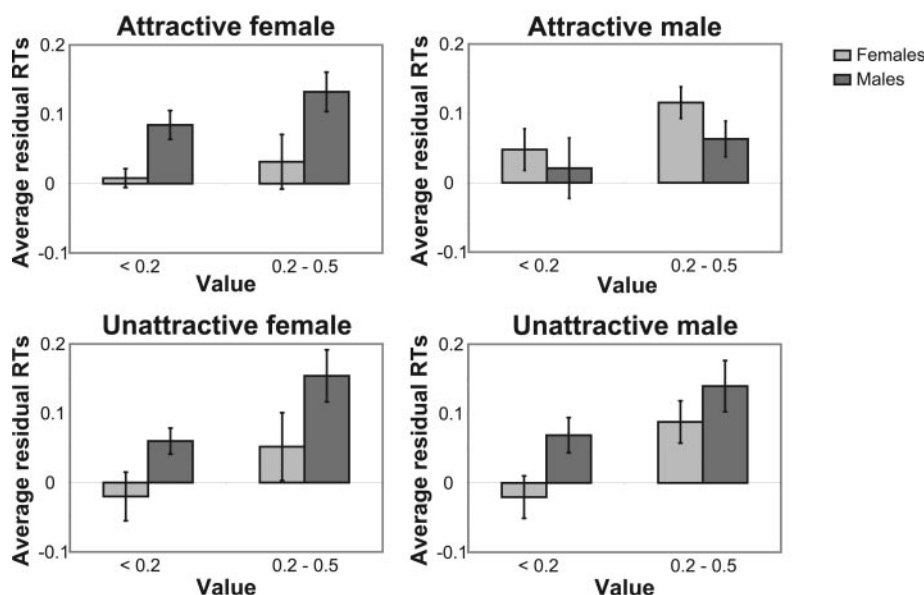 Attractive female
Average residual RTs
0.2
0.1
0
-0.1
< 0.2
0.2 - 0.5
Value
Attractive male
Average residual RTs
0.2
0.1
0
-0.1
< 0.2
0.2 - 0.5
Value
Females
Males
Unattractive female
Average residual RTs
0.2
0.1
0
-0.1
< 0.2
0.2 - 0.5
Value
Unattractive male
Average residual RTs
0.2
0.1
0
-0.1
< 0.2
0.2 - 0.5
Value